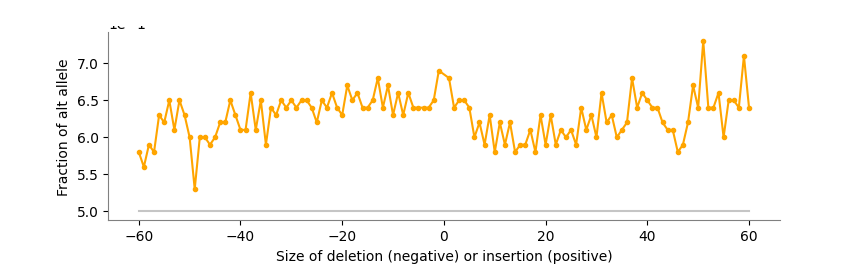 7.0
6.5
6.0
5.5
5.0
Fraction of alt allele
−60 −40 −20 0 20 40 60
Size of deletion (negative) or insertion (positive)